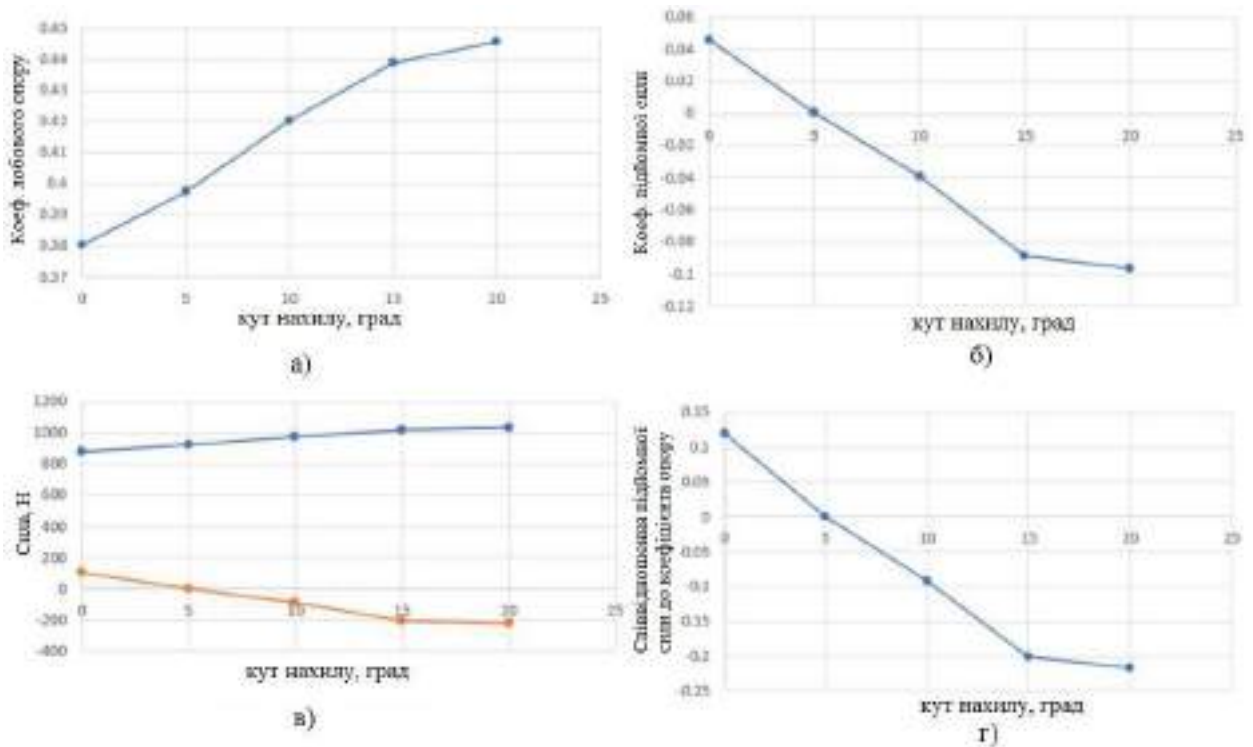 Коеф. лобового опору
0.45
0.44
0.43
0.42
0.41
0.4
0.39
0.38
0.37
0 5 10 15 20 25
кут нахилу, град
а)
Коеф. підйомної сили
0.06
0.04
0.02
0
-0.02
-0.04
-0.06
-0.08
-0.1
-0.12
0 5 10 15 20 25
кут нахилу, град
б)
Сила, Н
1200
1000
800
600
400
200
0
-200
-400
0 5 10 15 20 25
кут нахилу, град
в)
Співвідношення підйомної
сили до коефіцієнта опору
0.15
0.1
0.05
0
-0.05
-0.1
-0.15
-0.2
-0.25
0 5 10 15 20 25
кут нахилу, град
г)